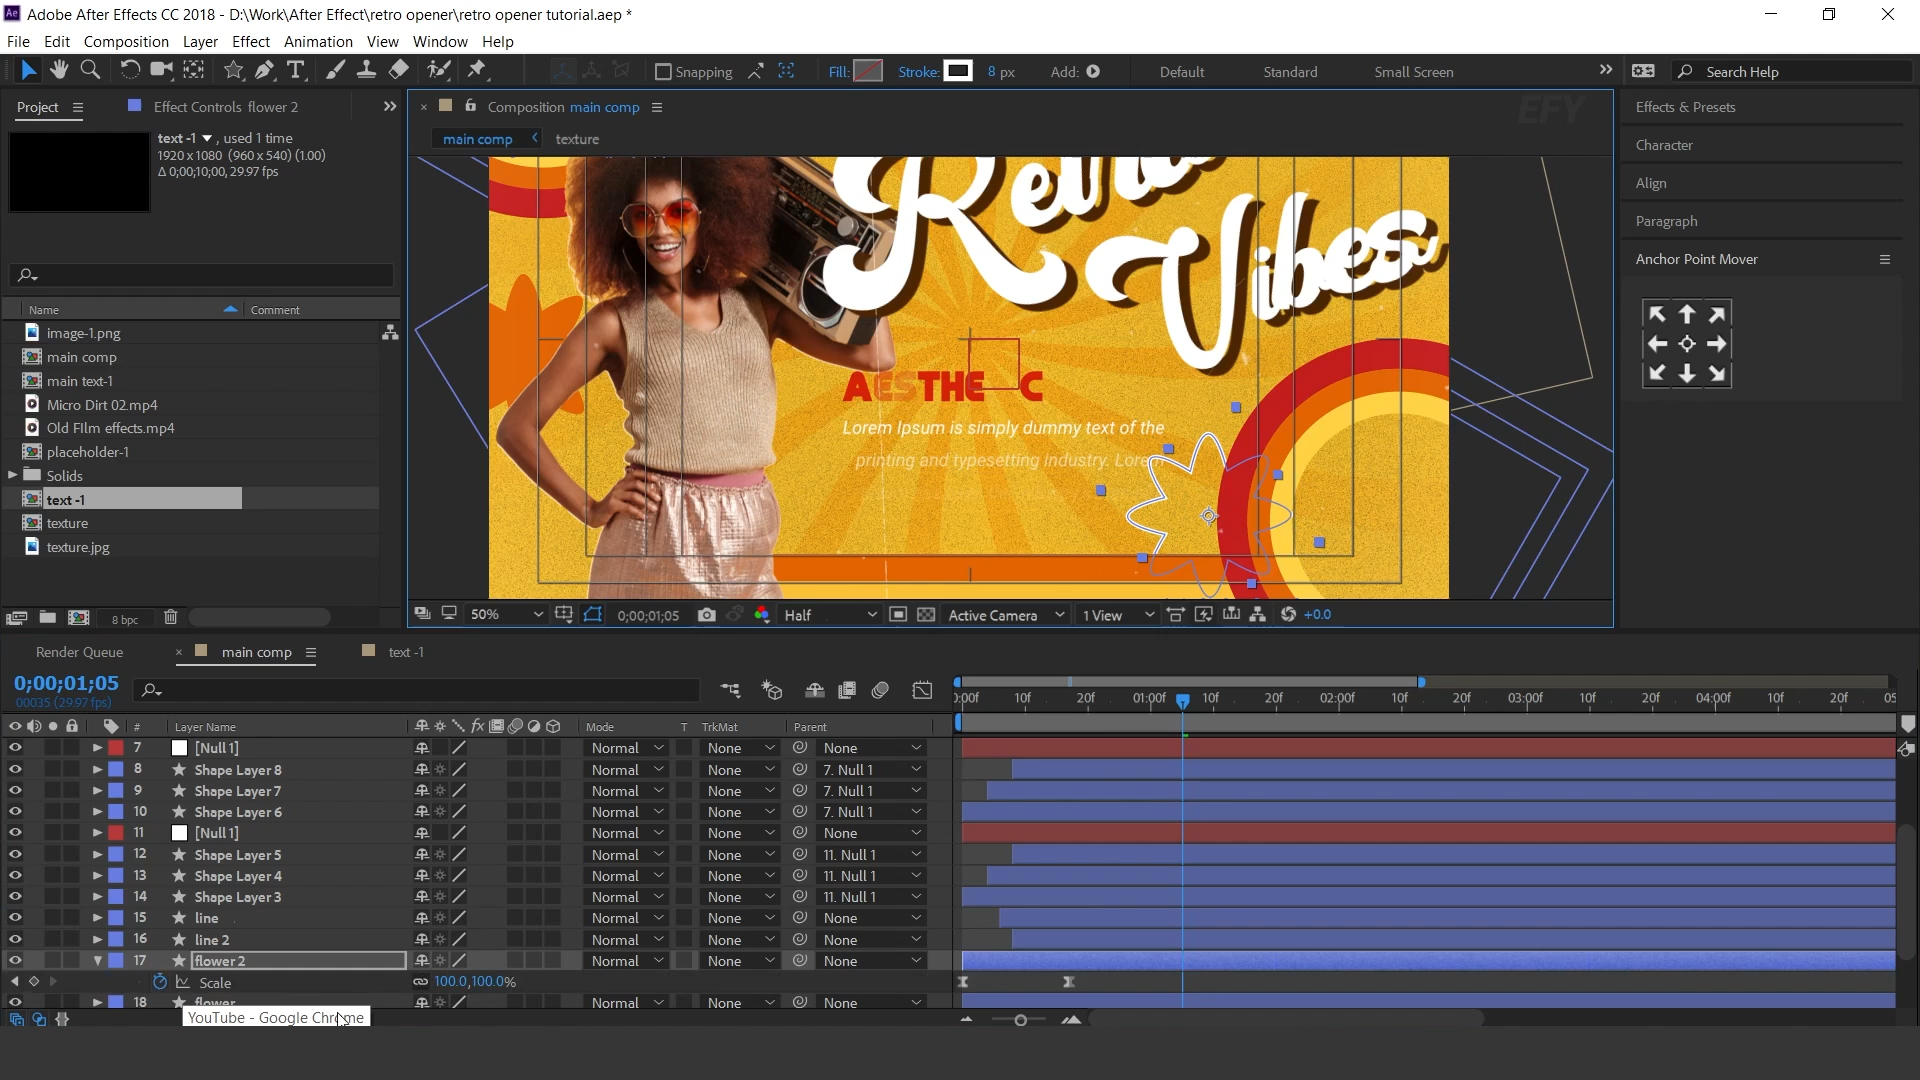 Adobe After Effects CC 2018 - D:\Work\After Effect\retro opener\retro opener tutorial.aep *
File Edit Composition Layer Effect Animation View Window Help
Snapping Fill: Stroke: 8 px Add: Default Standard Small Screen Search Help
Project Effect Controls flower 2
Composition main comp
EFY
main comp texture
text -1 , used 1 time
1920 x 1080 (960 x 540) (1.00)
Δ 0;00;10;00, 29.97 fps
Name Comment
image-1.png
main comp
main text-1
Micro Dirt 02.mp4
Old FIlm effects.mp4
placeholder-1
Solids
text -1
texture
texture.jpg
8 bpc
Retro
Vibes
AESTHE C
Lorem Ipsum is simply dummy text of the
printing and typesetting industry. Lorem
50% 0;00;01;05 Half Active Camera 1 View +0.0
Effects & Presets
Character
Align
Paragraph
Anchor Point Mover
Render Queue main comp text -1
0;00;01;05
00035 (29.97 fps)
0:00f 10f 20f 01:00f 10f 20f 02:00f 10f 20f 03:00f 10f 20f 04:00f 10f 20f 05
# Layer Name fx Mode T TrkMat Parent
7 [Null 1] Normal None None
8 Shape Layer 8 Normal None 7. Null 1
9 Shape Layer 7 Normal None 7. Null 1
10 Shape Layer 6 Normal None 7. Null 1
11 [Null 1] Normal None None
12 Shape Layer 5 Normal None 11. Null 1
13 Shape Layer 4 Normal None 11. Null 1
14 Shape Layer 3 Normal None 11. Null 1
15 line Normal None None
16 line 2 Normal None None
17 flower 2 Normal None None
Scale 100.0,100.0%
18 flower Normal None None
YouTube - Google Chrome